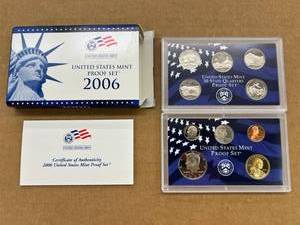 UNITED STATES MINT
PROOF SET
2006
UNITED STATES MINT
50 STATE QUARTERS
PROOF SET
UNITED STATES MINT
PROOF SET
Certificate of Authenticity
2006 United States Mint Proof Set